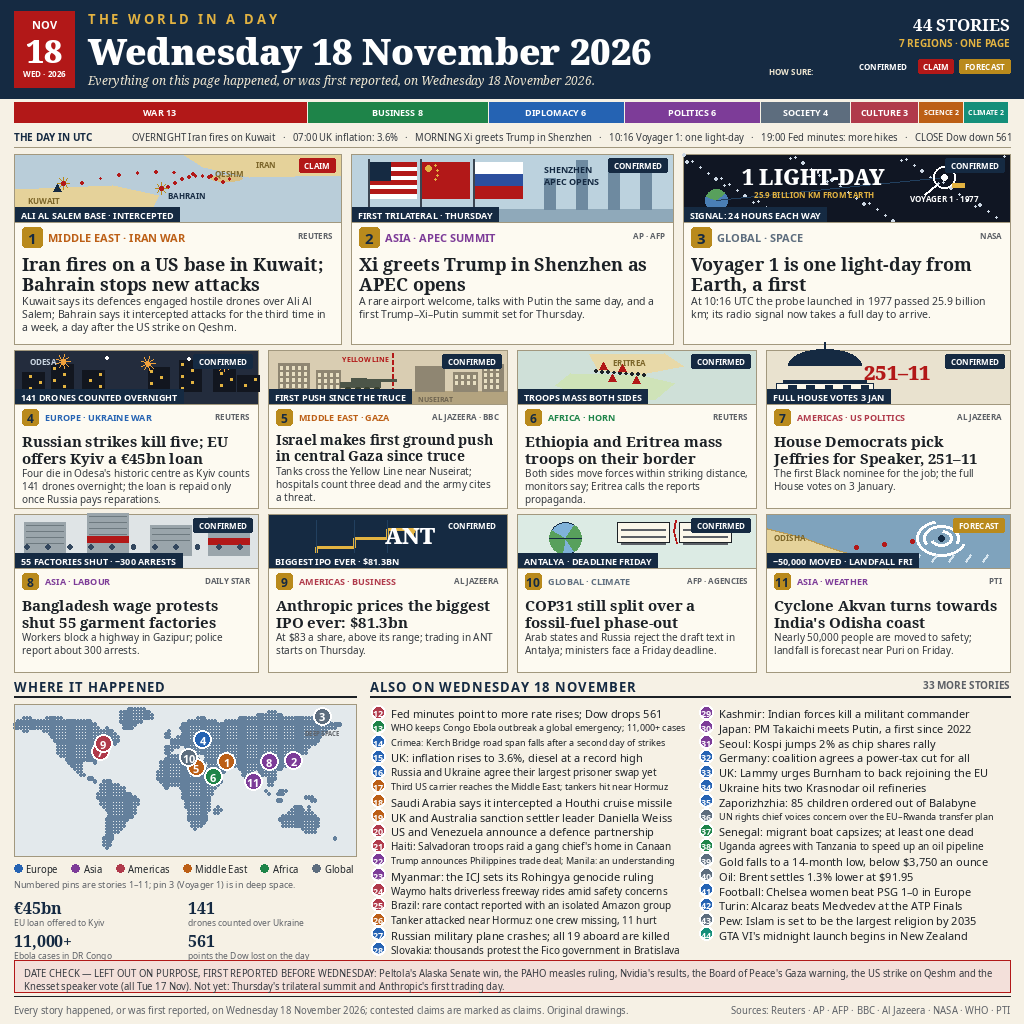 NOV
18
WED · 2026
THE WORLD IN A DAY
Wednesday 18 November 2026
Everything on this page happened, or was first reported, on Wednesday 18 November 2026.
44 STORIES
7 REGIONS · ONE PAGE
HOW SURE:
CONFIRMED
CLAIM
FORECAST
WAR 13
BUSINESS 8
DIPLOMACY 6
POLITICS 6
SOCIETY 4
CULTURE 3
SCIENCE 2
CLIMATE 2
THE DAY IN UTC
OVERNIGHT Iran fires on Kuwait · 07:00 UK inflation: 3.6% · MORNING Xi greets Trump in Shenzhen · 10:16 Voyager 1: one light-day · 19:00 Fed minutes: more hikes · CLOSE Dow down 561
IRAN
QESHM
KUWAIT
BAHRAIN
CLAIM
ALI AL SALEM BASE · INTERCEPTED
1
MIDDLE EAST · IRAN WAR
REUTERS
Iran fires on a US base in Kuwait;
Bahrain stops new attacks
Kuwait says its defences engaged hostile drones over Ali Al
Salem; Bahrain says it intercepted attacks for the third time in
a week, a day after the US strike on Qeshm.
SHENZHEN
APEC OPENS
CONFIRMED
FIRST TRILATERAL · THURSDAY
2
ASIA · APEC SUMMIT
AP · AFP
Xi greets Trump in Shenzhen as
APEC opens
A rare airport welcome, talks with Putin the same day, and a
first Trump–Xi–Putin summit set for Thursday.
1 LIGHT-DAY
25.9 BILLION KM FROM EARTH
VOYAGER 1 · 1977
CONFIRMED
SIGNAL: 24 HOURS EACH WAY
3
GLOBAL · SPACE
NASA
Voyager 1 is one light-day from
Earth, a first
At 10:16 UTC the probe launched in 1977 passed 25.9 billion
km; its radio signal now takes a full day to arrive.
ODESA
CONFIRMED
141 DRONES COUNTED OVERNIGHT
4
EUROPE · UKRAINE WAR
REUTERS
Russian strikes kill five; EU
offers Kyiv a €45bn loan
Four die in Odesa's historic centre as Kyiv counts
141 drones overnight; the loan is repaid only
once Russia pays reparations.
YELLOW LINE
NUSEIRAT
CONFIRMED
FIRST PUSH SINCE THE TRUCE
5
MIDDLE EAST · GAZA
AL JAZEERA · BBC
Israel makes first ground push
in central Gaza since truce
Tanks cross the Yellow Line near Nuseirat;
hospitals count three dead and the army cites
a threat.
ERITREA
CONFIRMED
TROOPS MASS BOTH SIDES
6
AFRICA · HORN
REUTERS
Ethiopia and Eritrea mass
troops on their border
Both sides move forces within striking distance,
monitors say; Eritrea calls the reports
propaganda.
251–11
CONFIRMED
FULL HOUSE VOTES 3 JAN
7
AMERICAS · US POLITICS
AL JAZEERA
House Democrats pick
Jeffries for Speaker, 251–11
The first Black nominee for the job; the full
House votes on 3 January.
CONFIRMED
55 FACTORIES SHUT · ~300 ARRESTS
8
ASIA · LABOUR
DAILY STAR
Bangladesh wage protests
shut 55 garment factories
Workers block a highway in Gazipur; police
report about 300 arrests.
ANT
CONFIRMED
BIGGEST IPO EVER · $81.3BN
9
AMERICAS · BUSINESS
AL JAZEERA
Anthropic prices the biggest
IPO ever: $81.3bn
At $83 a share, above its range; trading in ANT
starts on Thursday.
CONFIRMED
ANTALYA · DEADLINE FRIDAY
10
GLOBAL · CLIMATE
AFP · AGENCIES
COP31 still split over a
fossil-fuel phase-out
Arab states and Russia reject the draft text in
Antalya; ministers face a Friday deadline.
ODISHA
FORECAST
~50,000 MOVED · LANDFALL FRI
11
ASIA · WEATHER
PTI
Cyclone Akvan turns towards
India's Odisha coast
Nearly 50,000 people are moved to safety;
landfall is forecast near Puri on Friday.
WHERE IT HAPPENED
3
9
4
10
5
1
6
8
2
11
Europe
Asia
Americas
Middle East
Africa
Global
Numbered pins are stories 1–11; pin 3 (Voyager 1) is in deep space.
€45bn
EU loan offered to Kyiv
141
drones counted over Ukraine
11,000+
Ebola cases in DR Congo
561
points the Dow lost on the day
ALSO ON WEDNESDAY 18 NOVEMBER
33 MORE STORIES
12 Fed minutes point to more rate rises; Dow drops 561
13 WHO keeps Congo Ebola outbreak a global emergency; 11,000+ cases
14 Crimea: Kerch Bridge road span falls after a second day of strikes
15 UK: inflation rises to 3.6%, diesel at a record high
16 Russia and Ukraine agree their largest prisoner swap yet
17 Third US carrier reaches the Middle East; tankers hit near Hormuz
18 Saudi Arabia says it intercepted a Houthi cruise missile
19 UK and Australia sanction settler leader Daniella Weiss
20 US and Venezuela announce a defence partnership
21 Haiti: Salvadoran troops raid a gang chief's home in Canaan
22 Trump announces Philippines trade deal; Manila: an understanding
23 Myanmar: the ICJ sets its Rohingya genocide ruling
24 Waymo halts driverless freeway rides amid safety concerns
25 Brazil: rare contact reported with an isolated Amazon group
26 Tanker attacked near Hormuz: one crew missing, 11 hurt
27 Russian military plane crashes; all 19 aboard are killed
28 Slovakia: thousands protest the Fico government in Bratislava
29 Kashmir: Indian forces kill a militant commander
30 Japan: PM Takaichi meets Putin, a first since 2022
31 Seoul: Kospi jumps 2% as chip shares rally
32 Germany: coalition agrees a power-tax cut for all
33 UK: Lammy urges Burnham to back rejoining the EU
34 Ukraine hits two Krasnodar oil refineries
35 Zaporizhzhia: 85 children ordered out of Balabyne
36 UN rights chief voices concern over the EU–Rwanda transfer plan
37 Senegal: migrant boat capsizes; at least one dead
38 Uganda agrees with Tanzania to speed up an oil pipeline
39 Gold falls to a 14-month low, below $3,750 an ounce
40 Oil: Brent settles 1.3% lower at $91.95
41 Football: Chelsea women beat PSG 1–0 in Europe
42 Turin: Alcaraz beats Medvedev at the ATP Finals
43 Pew: Islam is set to be the largest religion by 2035
44 GTA VI's midnight launch begins in New Zealand
DATE CHECK — LEFT OUT ON PURPOSE, FIRST REPORTED BEFORE WEDNESDAY: Peltola's Alaska Senate win, the PAHO measles ruling, Nvidia's results, the Board of Peace's Gaza warning, the US strike on Qeshm and the
Knesset speaker vote (all Tue 17 Nov). Not yet: Thursday's trilateral summit and Anthropic's first trading day.
Every story happened, or was first reported, on Wednesday 18 November 2026; contested claims are marked as claims. Original drawings.
Sources: Reuters · AP · AFP · BBC · Al Jazeera · NASA · WHO · PTI